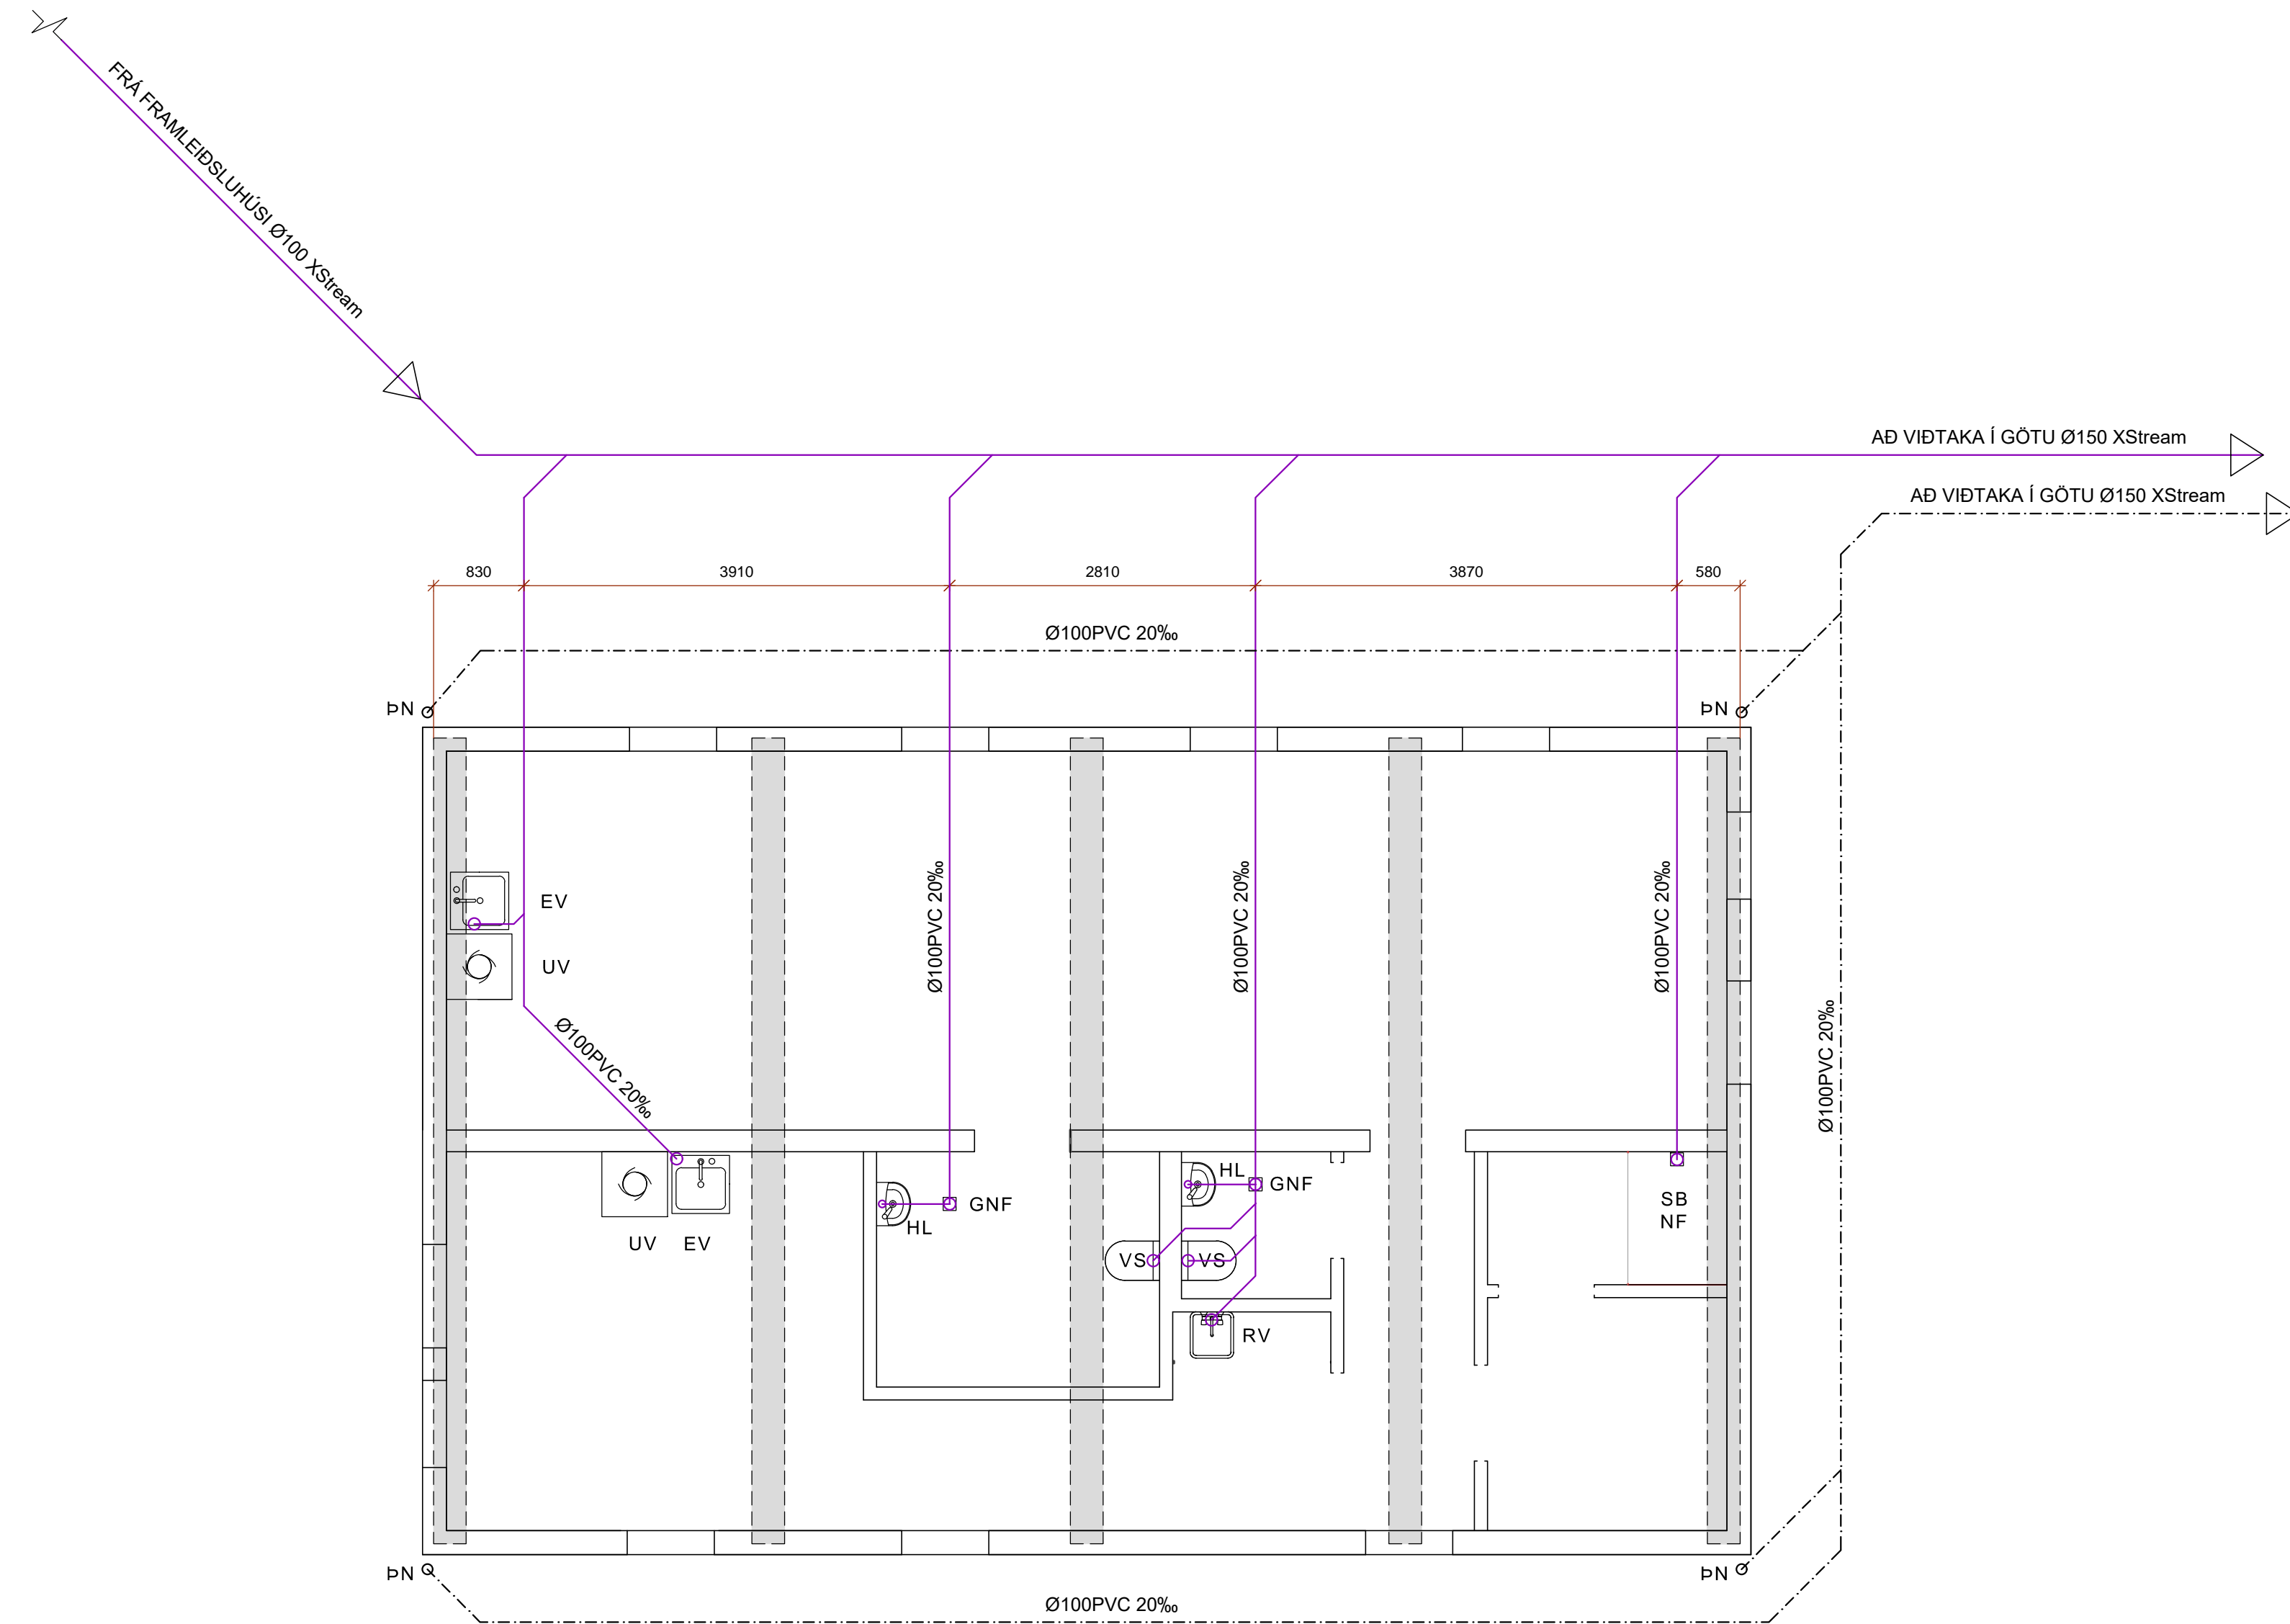 FRÁ FRAMLEIÐSLUHÚSI Ø100 XStream
AÐ VIÐTAKA Í GÖTU Ø150 XStream
AÐ VIÐTAKA Í GÖTU Ø150 XStream
830
3910
2810
3870
580
Ø100PVC 20‰
ÞN
ÞN
EV
UV
Ø100PVC 20‰
Ø100PVC 20‰
Ø100PVC 20‰
Ø100PVC 20‰
Ø100PVC 20‰
HL
GNF
GNF
HL
SB
NF
UV
EV
VS
VS
RV
ÞN
ÞN
Ø100PVC 20‰